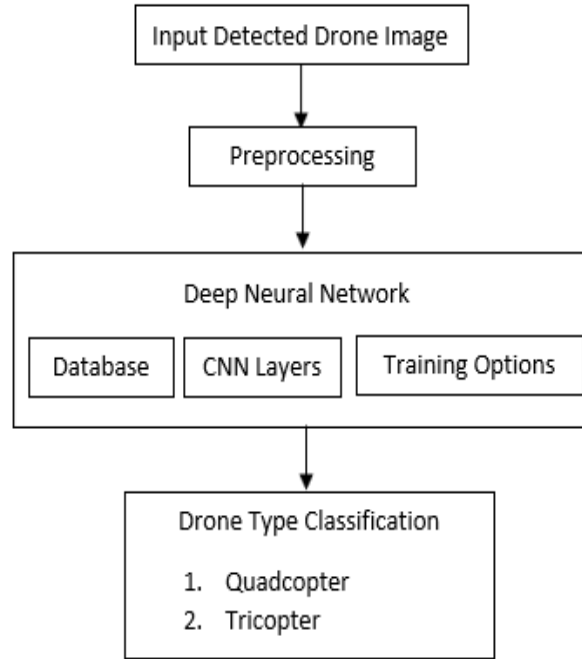 Input Detected Drone Image
Preprocessing
Deep Neural Network
Database
CNN Layers
Training Options
Drone Type Classification
1. Quadcopter
2. Tricopter